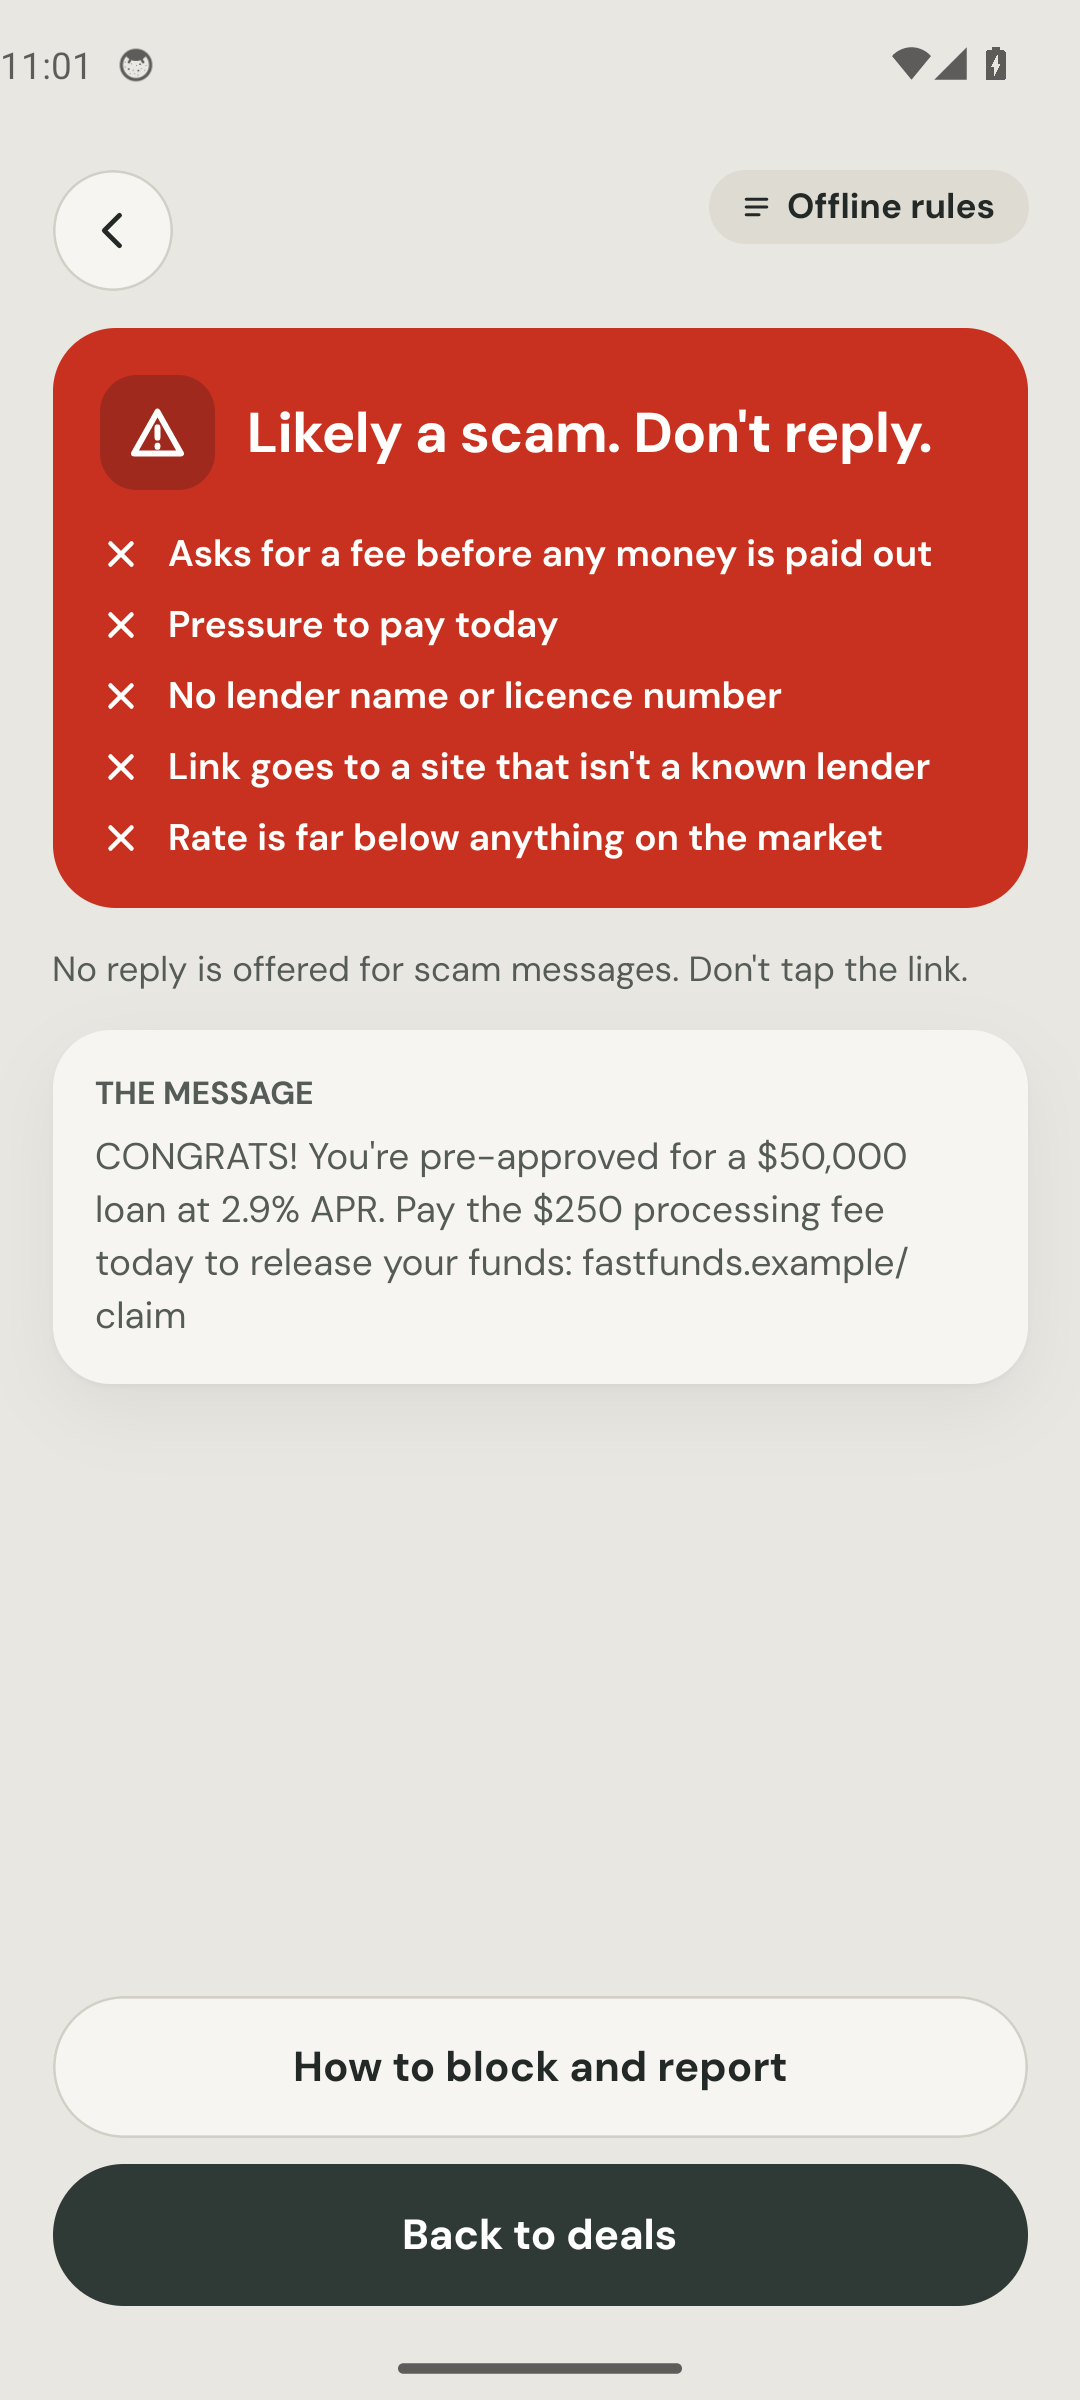 11:01
Offline rules
Likely a scam. Don't reply.
Asks for a fee before any money is paid out
Pressure to pay today
No lender name or licence number
Link goes to a site that isn't a known lender
Rate is far below anything on the market
No reply is offered for scam messages. Don't tap the link.
THE MESSAGE
CONGRATS! You're pre-approved for a $50,000
loan at 2.9% APR. Pay the $250 processing fee
today to release your funds: fastfunds.example/
claim
How to block and report
Back to deals